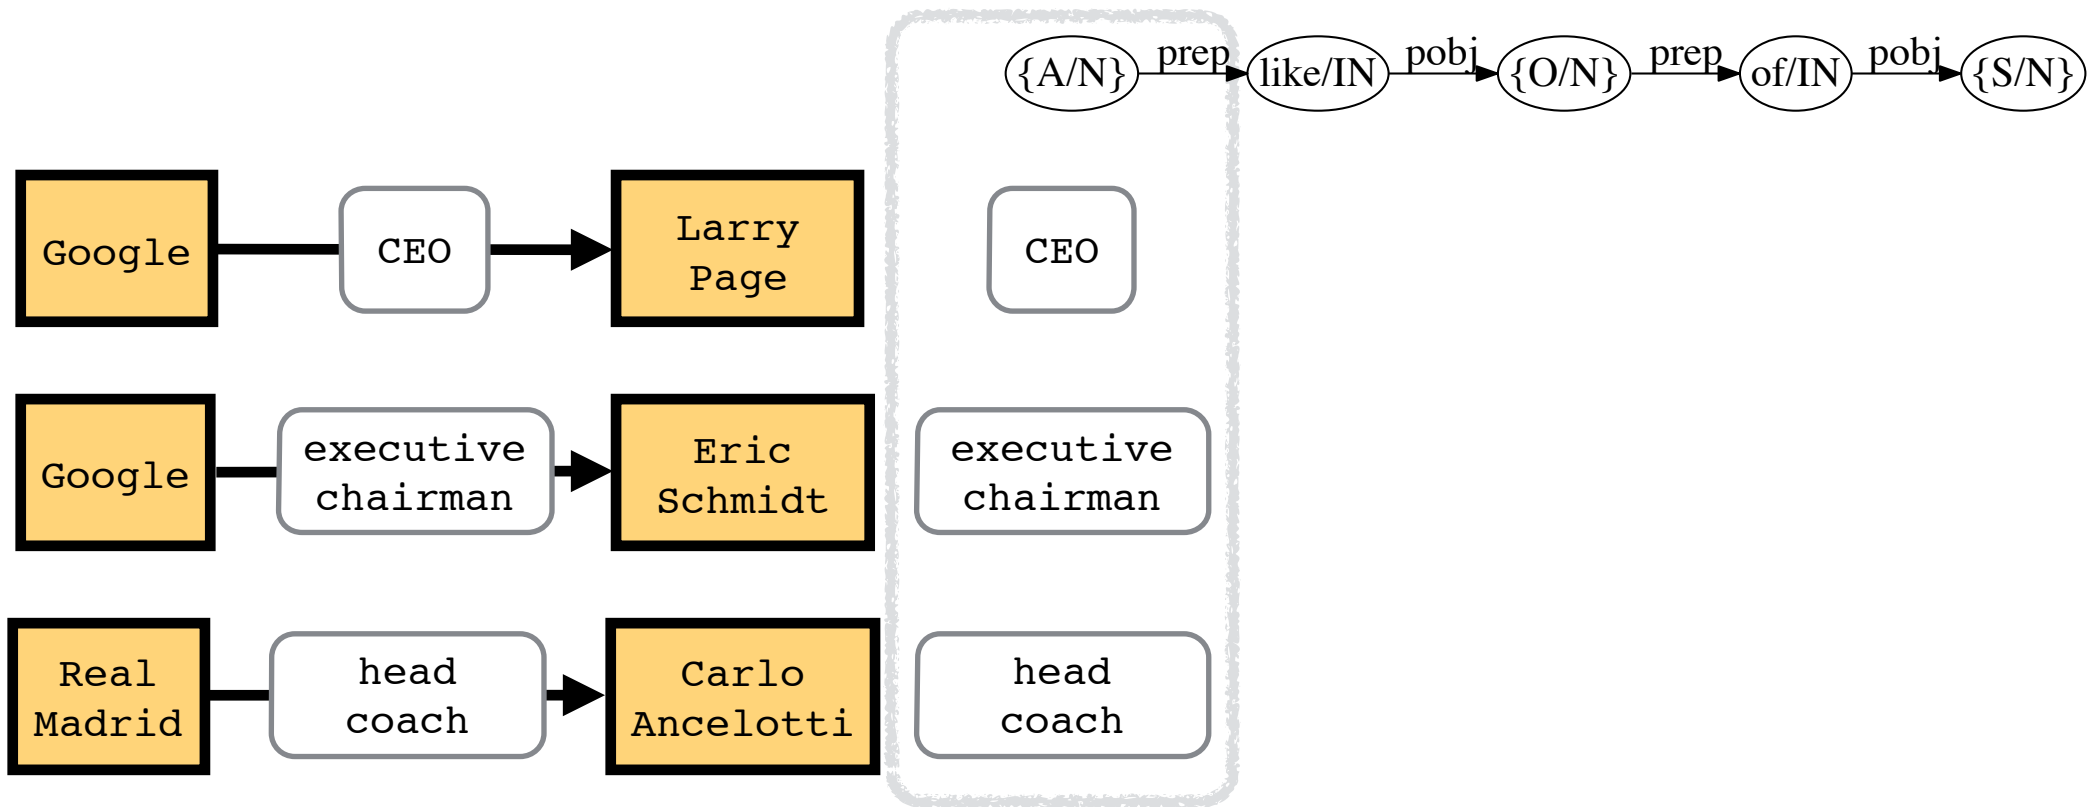 prep pobj prep pobj
{A/N} like/IN {O/N} of/IN {S/N}
Google
CEO
Larry
Page
CEO
Google
executive
chairman
Eric
Schmidt
executive
chairman
Real
Madrid
head
coach
Carlo
Ancelotti
head
coach